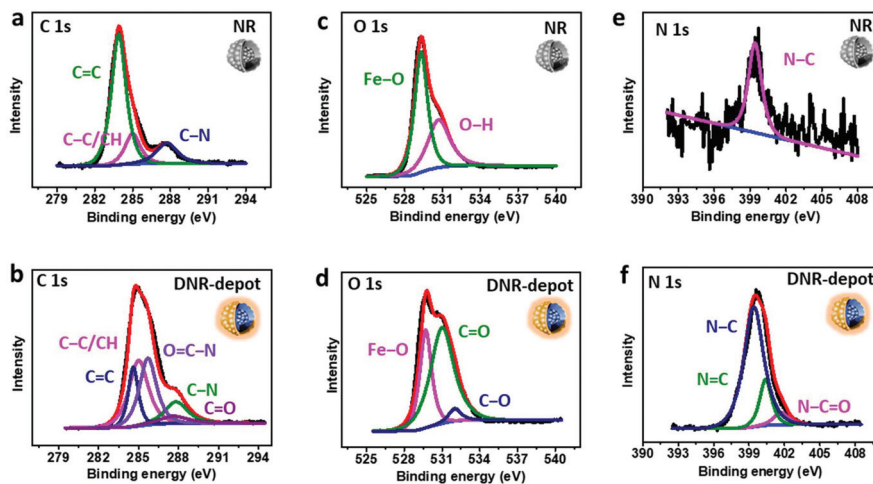 a
C 1s
NR
C=C
C–C/CH
C–N
Intensity
279 282 285 288 291 294
Binding energy (eV)
c
O 1s
NR
Fe–O
O–H
Intensity
525 528 531 534 537 540
Bindind energy (eV)
e
N 1s
NR
N–C
Intensity
390 393 396 399 402 405 408
Binding energy (eV)
b
C 1s
DNR-depot
C–C/CH
O=C–N
C=C
C–N
C=O
Intensity
279 282 285 288 291 294
Binding energy (eV)
d
O 1s
DNR-depot
Fe–O
C=O
C–O
Intensity
525 528 531 534 537 540
Binding energy (eV)
f
N 1s
DNR-depot
N–C
N=C
N–C=O
Intensity
390 393 396 399 402 405 408
Binding energy (eV)